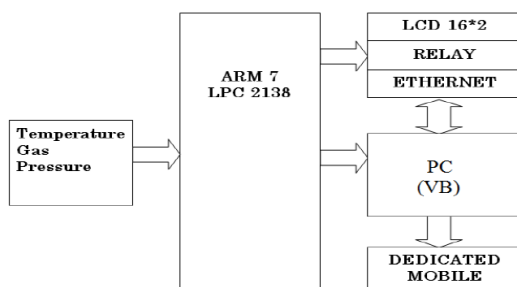 Temperature
Gas
Pressure
ARM 7
LPC 2138
LCD 16*2
RELAY
ETHERNET
PC
(VB)
DEDICATED
MOBILE